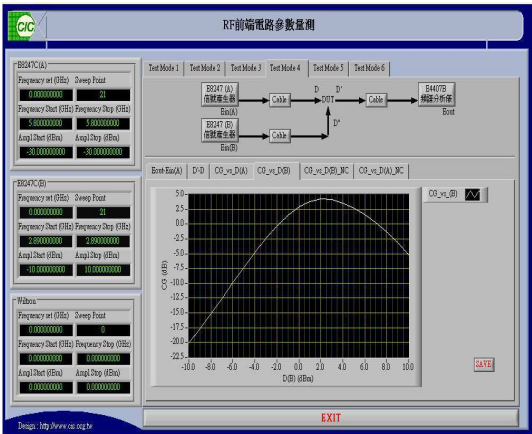 CIC
RF前端電路參數量測
E8247C(A)
Frequency set (GHz) Sweep Point
0.000000000 21
Frequency Start (GHz) Frequency Stop (GHz)
5.800000000 5.800000000
Ampl Start (dBm) Ampl Stop (dBm)
-30.000000000 -30.000000000
E8247C(B)
Frequency set (GHz) Sweep Point
0.000000000 21
Frequency Start (GHz) Frequency Stop (GHz)
2.890000000 2.890000000
Ampl Start (dBm) Ampl Stop (dBm)
-10.000000000 10.000000000
Wiltron
Frequency set (GHz) Sweep Point
0.000000000 0
Frequency Start (GHz) Frequency Stop (GHz)
0.000000000 0.000000000
Ampl Start (dBm) Ampl Stop (dBm)
0.000000000 0.000000000
Design : http://www.cic.org.tw
Test Mode 1 Test Mode 2 Test Mode 3 Test Mode 4 Test Mode 5 Test Mode 6
E8247 (A)
信號產生器
Ein(A)
Cable
D D'
DUT
Cable
E4407B
頻譜分析儀
Eout
E8247 (B)
信號產生器
Ein(B)
Cable
D"
Eout-Ein(A) D'-D CG_vs_D(A) CG_vs_D(B) CG_vs_D(B)_NC CG_vs_D(A)_NC
CG_vs_(B)
CG (dB)
5.0
2.5
0.0
-2.5
-5.0
-7.5
-10.0
-12.5
-15.0
-17.5
-20.0
-22.5
-10.0 -8.0 -6.0 -4.0 -2.0 0.0 2.0 4.0 6.0 8.0 10.0
D(B) (dBm)
SAVE
EXIT